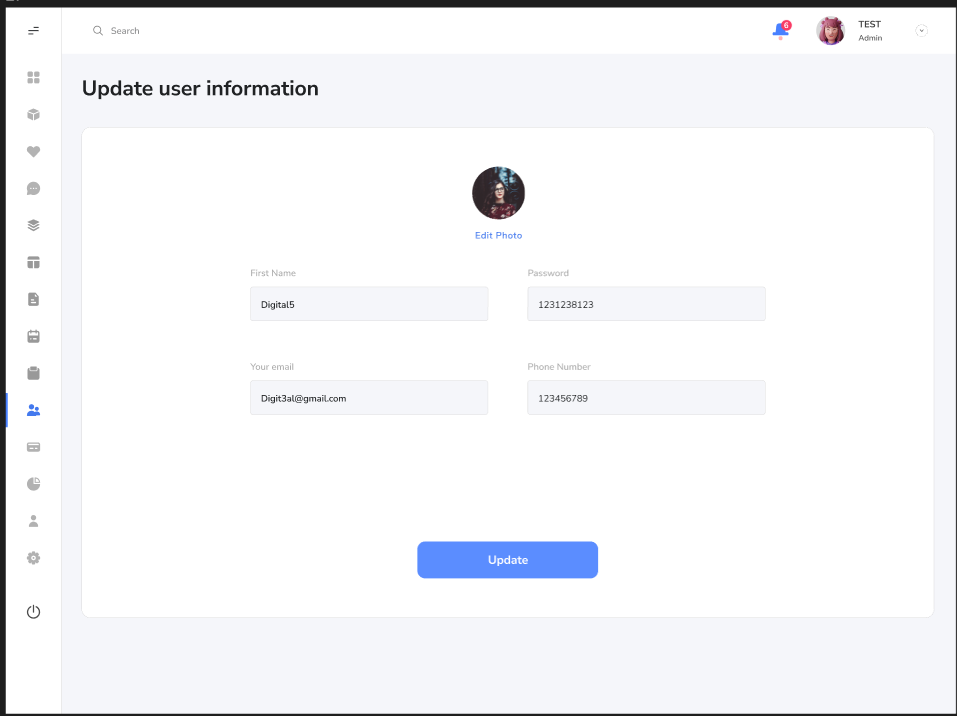 Search
6
TEST
Admin
Update user information
Edit Photo
First Name
Password
Digital5
1231238123
Your email
Phone Number
Digit3al@gmail.com
123456789
Update